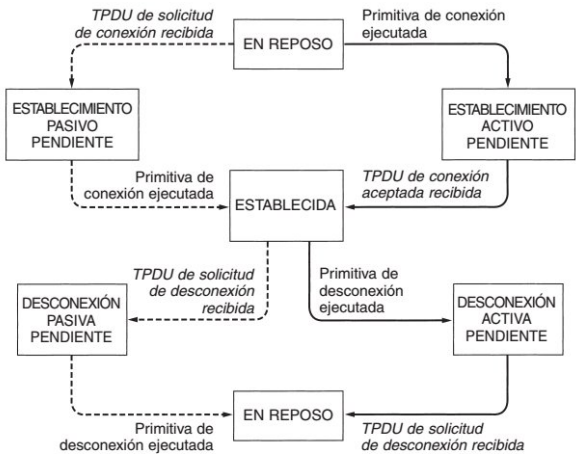 TPDU de solicitud
de conexión recibida
EN REPOSO
Primitiva de conexión
ejecutada
ESTABLECIMIENTO
PASIVO
PENDIENTE
ESTABLECIMIENTO
ACTIVO
PENDIENTE
Primitiva de
conexión ejecutada
ESTABLECIDA
TPDU de conexión
aceptada recibida
TPDU de solicitud
de desconexión
recibida
Primitiva de
desconexión
ejecutada
DESCONEXIÓN
PASIVA
PENDIENTE
DESCONEXIÓN
ACTIVA
PENDIENTE
Primitiva de
desconexión ejecutada
EN REPOSO
TPDU de solicitud
de desconexión recibida